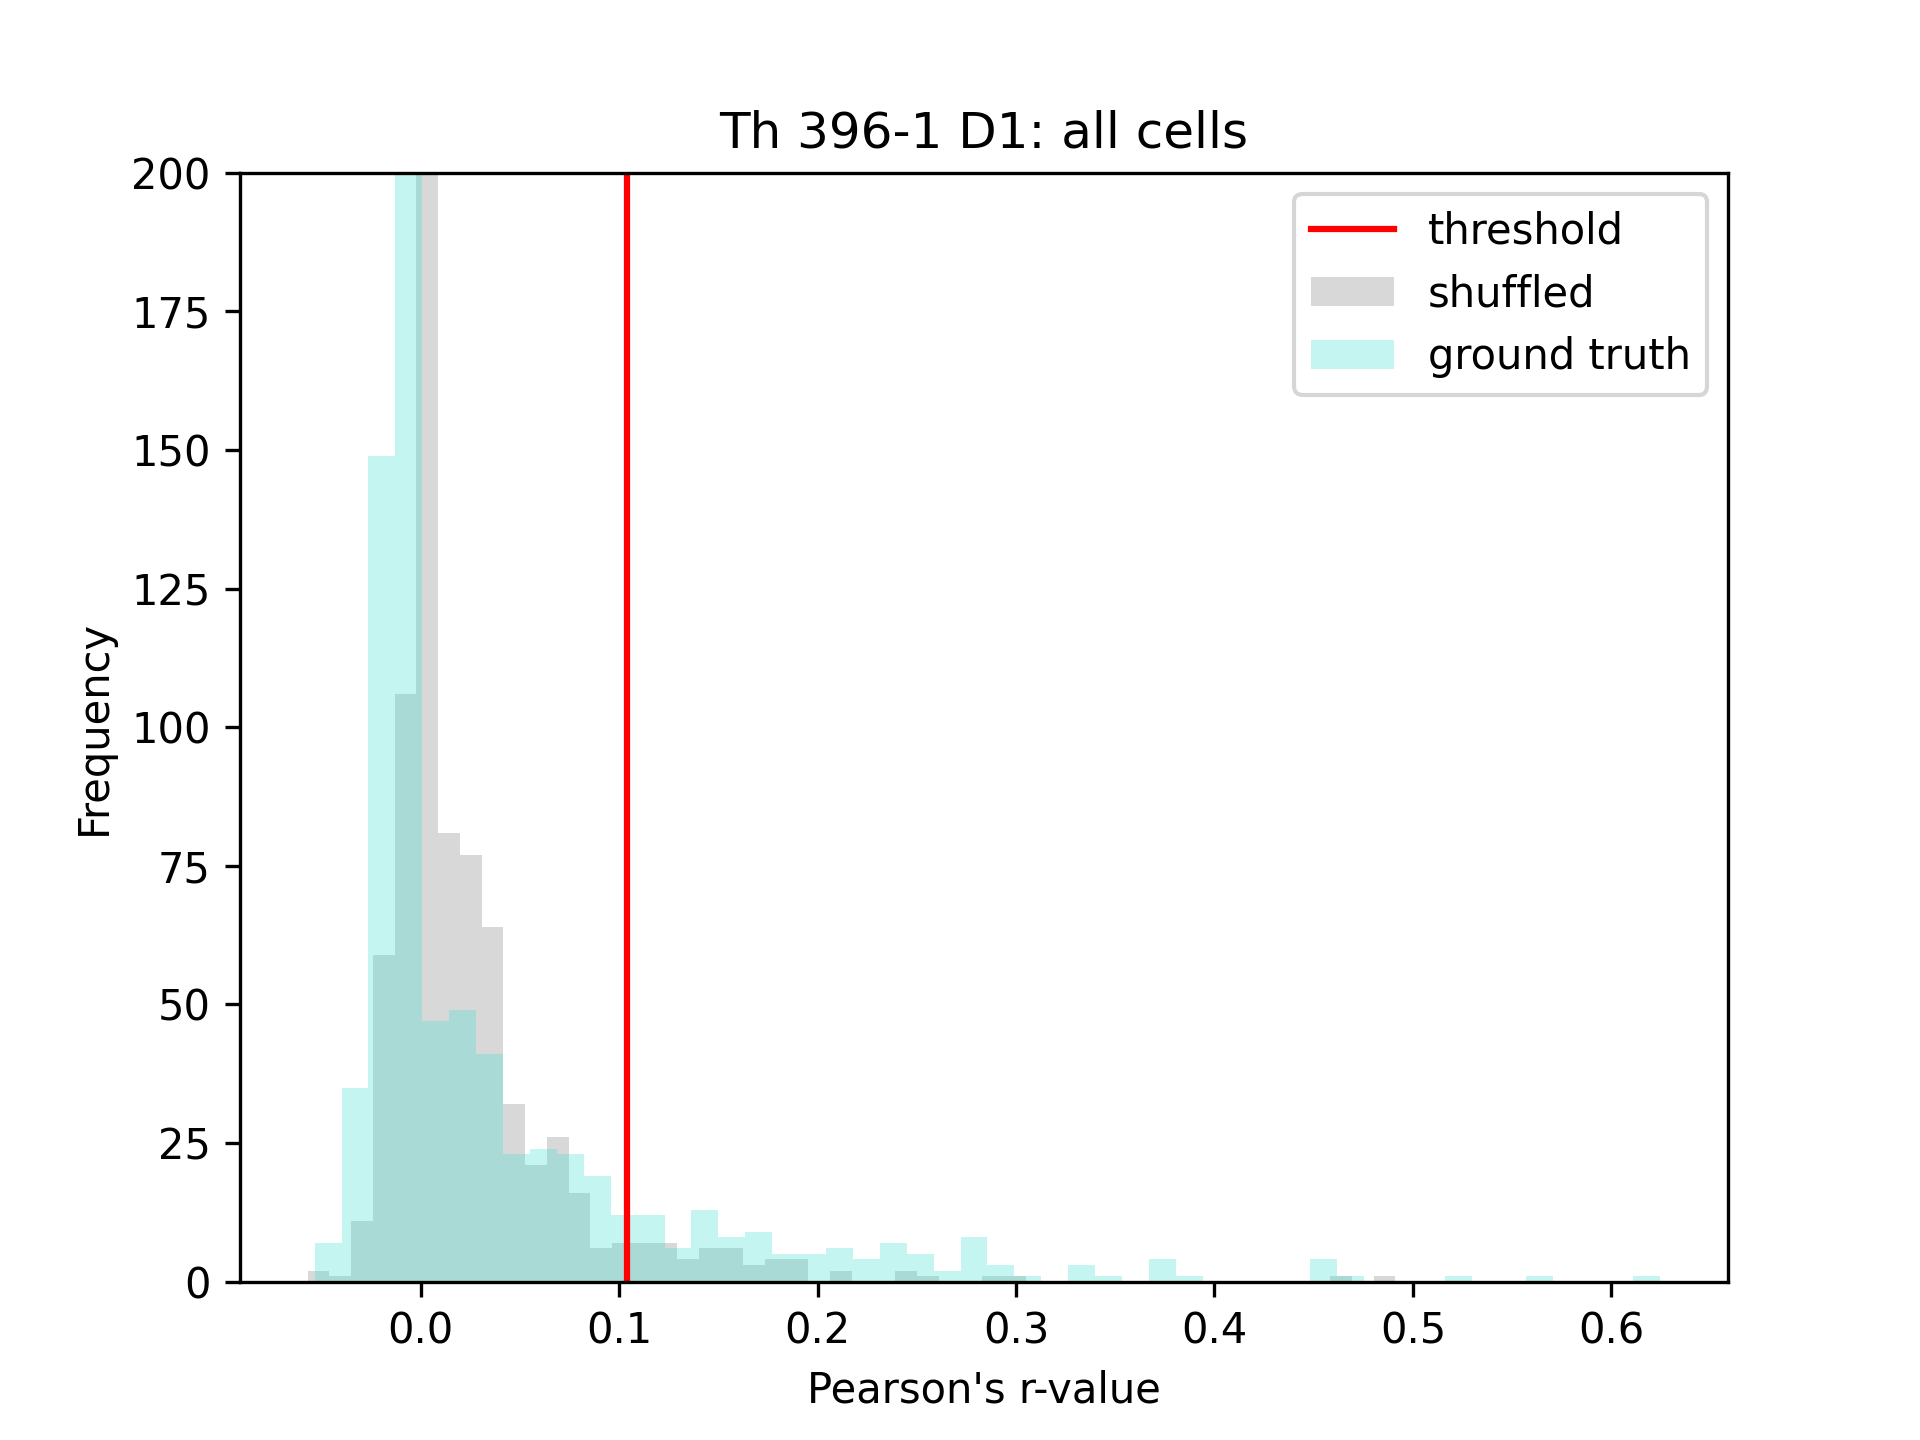 Th 396-1 D1: all cells
200
175
150
125
100
75
50
25
0
Frequency
threshold
shuffled
ground truth
0.0 0.1 0.2 0.3 0.4 0.5 0.6
Pearson's r-value